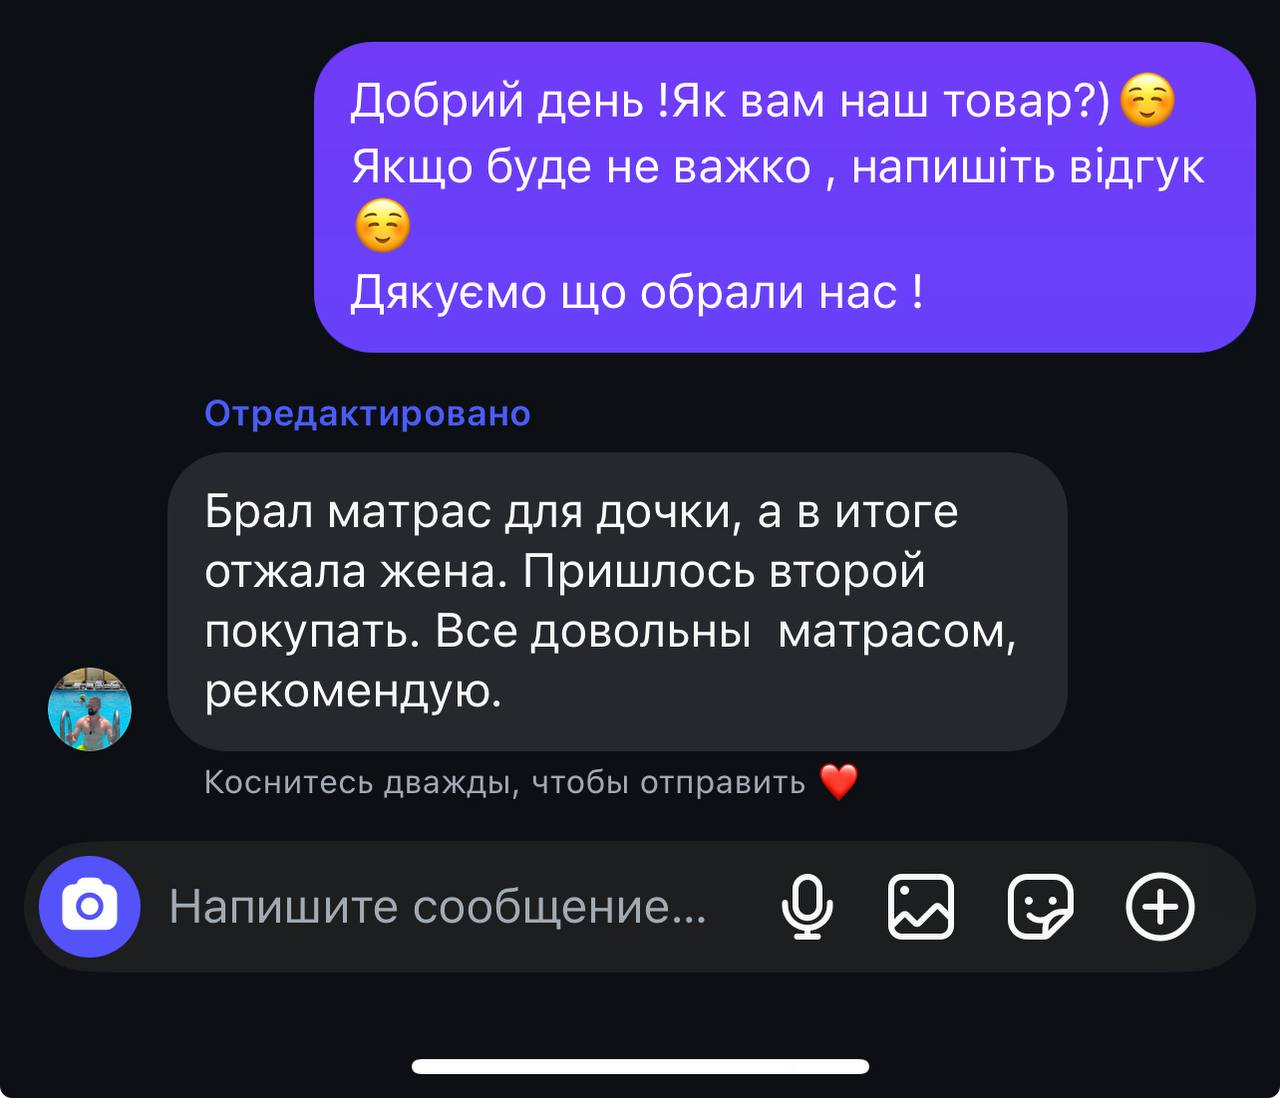 Добрий день !Як вам наш товар?)☺️
Якщо буде не важко , напишіть відгук
☺️
Дякуємо що обрали нас !
Отредактировано
Брал матрас для дочки, а в итоге
отжала жена. Пришлось второй
покупать. Все довольны  матрасом,
рекомендую.
Коснитесь дважды, чтобы отправить ❤️
Напишите сообщение...